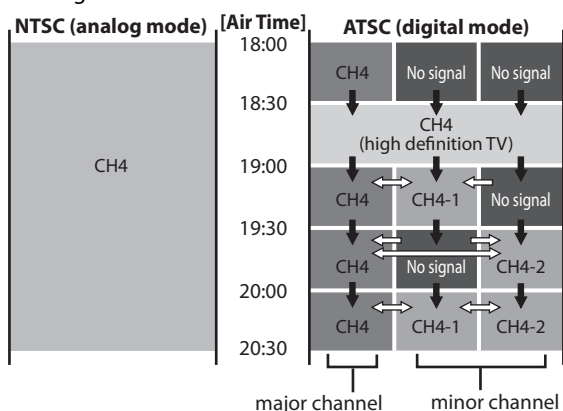 NTSC (analog mode) [Air Time] ATSC (digital mode)
18:00
CH4 No signal No signal
18:30
CH4
(high definition TV)
CH4
19:00
CH4 CH4-1 No signal
19:30
CH4 No signal CH4-2
20:00
CH4 CH4-1 CH4-2
20:30
major channel minor channel